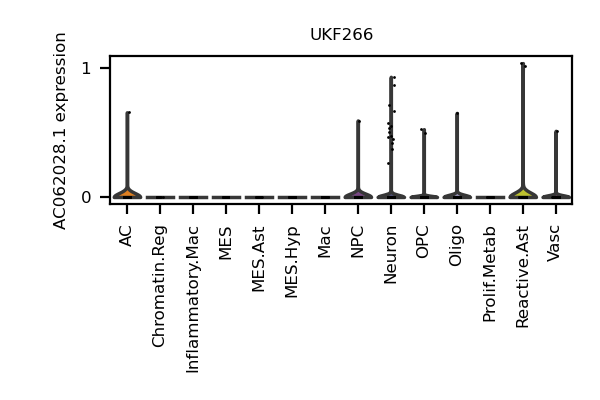 UKF266
AC062028.1 expression
1
0
AC
Chromatin.Reg
Inflammatory.Mac
MES
MES.Ast
MES.Hyp
Mac
NPC
Neuron
OPC
Oligo
Prolif.Metab
Reactive.Ast
Vasc